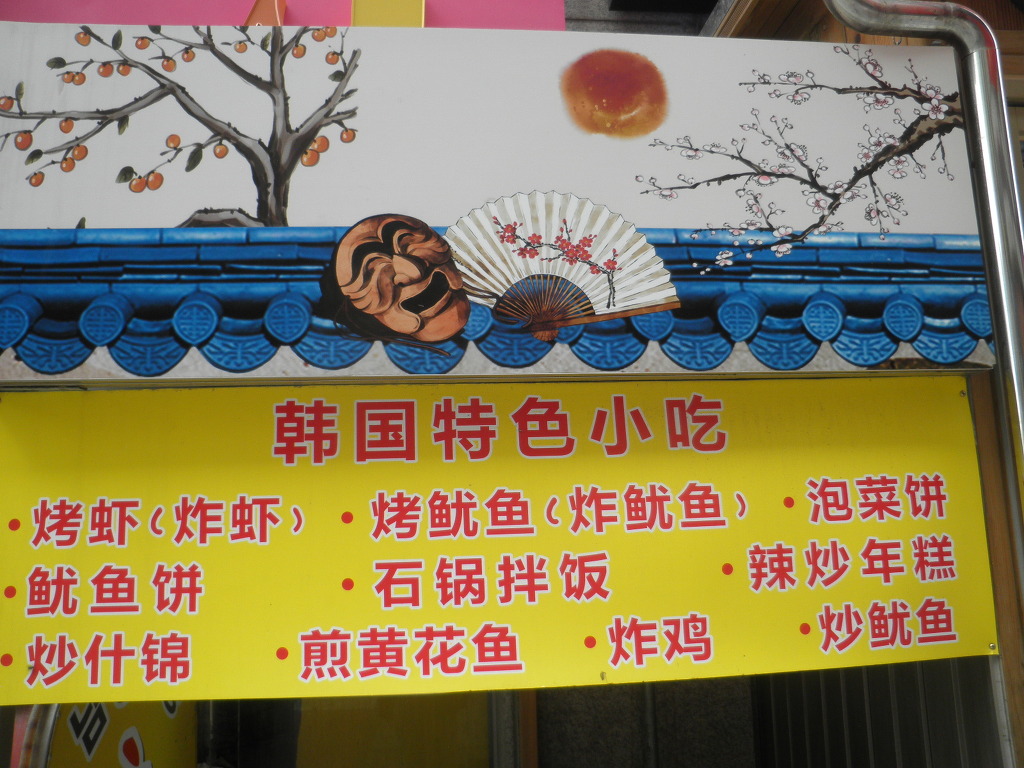 韩国特色小吃
•烤虾(炸虾) •烤鱿鱼(炸鱿鱼) •泡菜饼
•鱿鱼饼 •石锅拌饭 •辣炒年糕
•炒什锦 •煎黄花鱼 •炸鸡 •炒鱿鱼